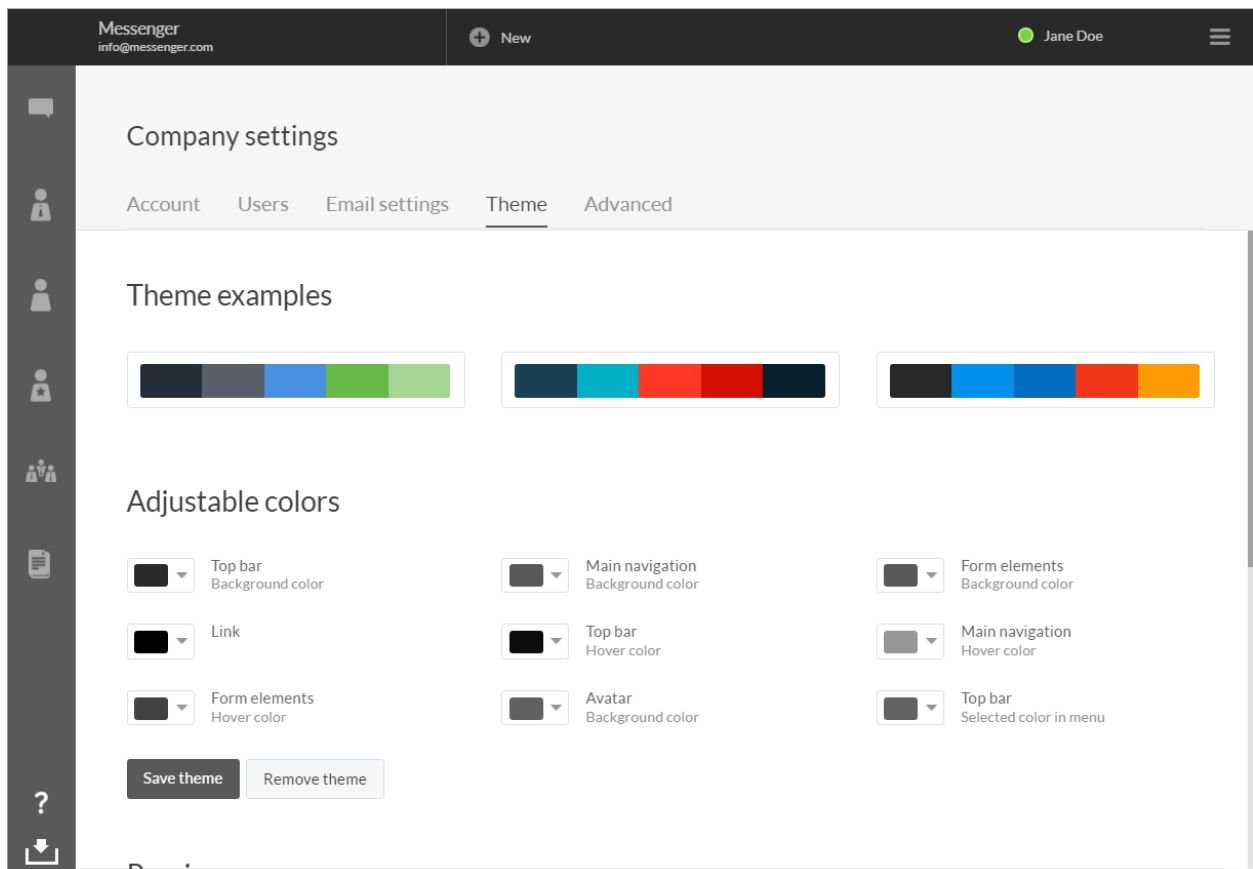 Messenger
info@messenger.com
New
Jane Doe
Company settings
Account Users Email settings Theme Advanced
Theme examples
Adjustable colors
Top bar
Background color
Main navigation
Background color
Form elements
Background color
Link
Top bar
Hover color
Main navigation
Hover color
Form elements
Hover color
Avatar
Background color
Top bar
Selected color in menu
Save theme
Remove theme
?